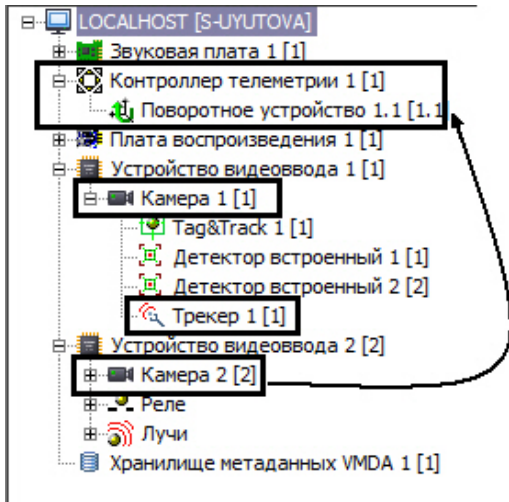 LOCALHOST [S-UYUTOVA]
Звуковая плата 1 [1]
Контроллер телеметрии 1 [1]
Поворотное устройство 1.1 [1.1
Плата воспроизведения 1 [1]
Устройство видеоввода 1 [1]
Камера 1 [1]
Tag&Track 1 [1]
Детектор встроенный 1 [1]
Детектор встроенный 2 [2]
Трекер 1 [1]
Устройство видеоввода 2 [2]
Камера 2 [2]
Реле
Лучи
Хранилище метаданных VMDA 1 [1]